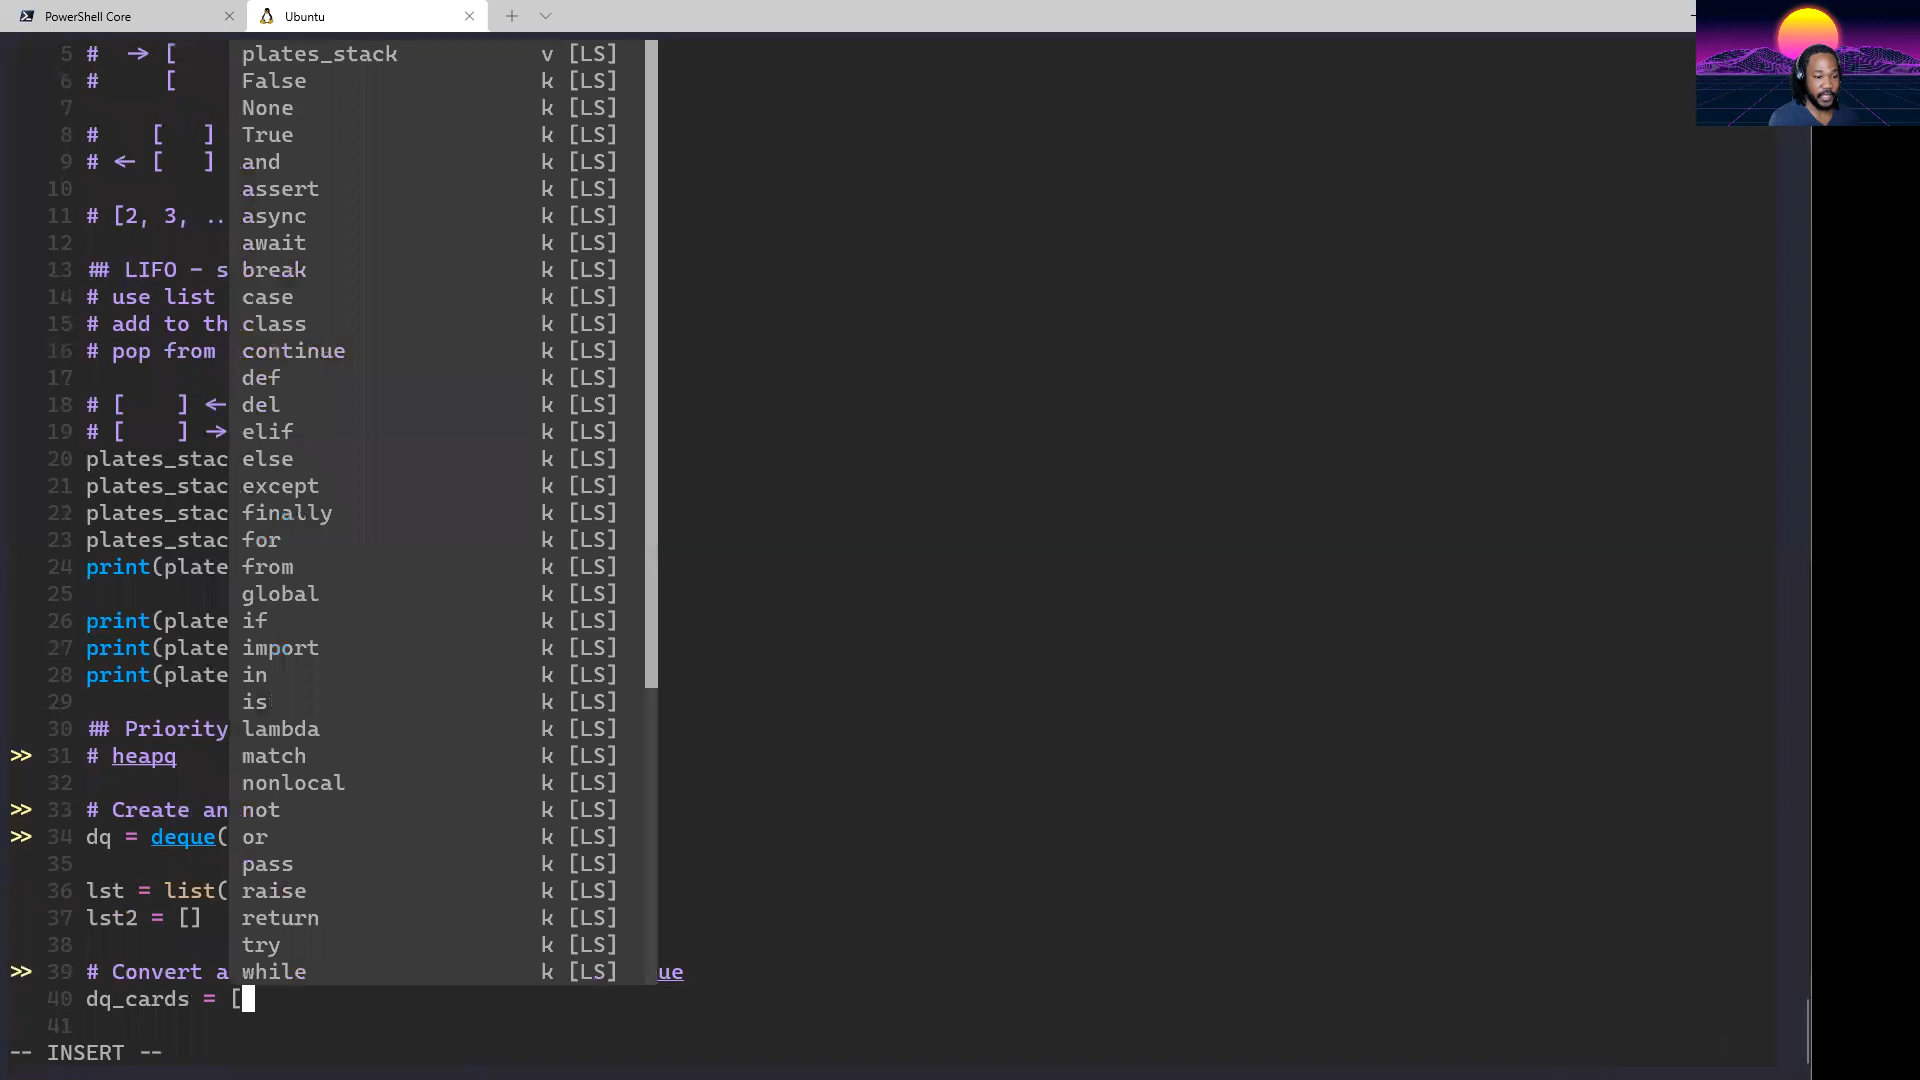 PowerShell Core
Ubuntu
5 # → [ plates_stack v [LS]
6 # [ False k [LS]
7 None k [LS]
8 # [ ] True k [LS]
9 # ← [ ] and k [LS]
10 assert k [LS]
11 # [2, 3, .. async k [LS]
12 await k [LS]
13 ## LIFO - s break k [LS]
14 # use list case k [LS]
15 # add to th class k [LS]
16 # pop from continue k [LS]
17 def k [LS]
18 # [ ] ← del k [LS]
19 # [ ] → elif k [LS]
20 plates_stac else k [LS]
21 plates_stac except k [LS]
22 plates_stac finally k [LS]
23 plates_stac for k [LS]
24 print(plate from k [LS]
25 global k [LS]
26 print(plate if k [LS]
27 print(plate import k [LS]
28 print(plate in k [LS]
29 is k [LS]
30 ## Priority lambda k [LS]
>> 31 # heapq match k [LS]
32 nonlocal k [LS]
>> 33 # Create an not k [LS]
>> 34 dq = deque( or k [LS]
35 pass k [LS]
36 lst = list( raise k [LS]
37 lst2 = [] return k [LS]
38 try k [LS]
>> 39 # Convert a while k [LS] ue
40 dq_cards = [
41
-- INSERT --